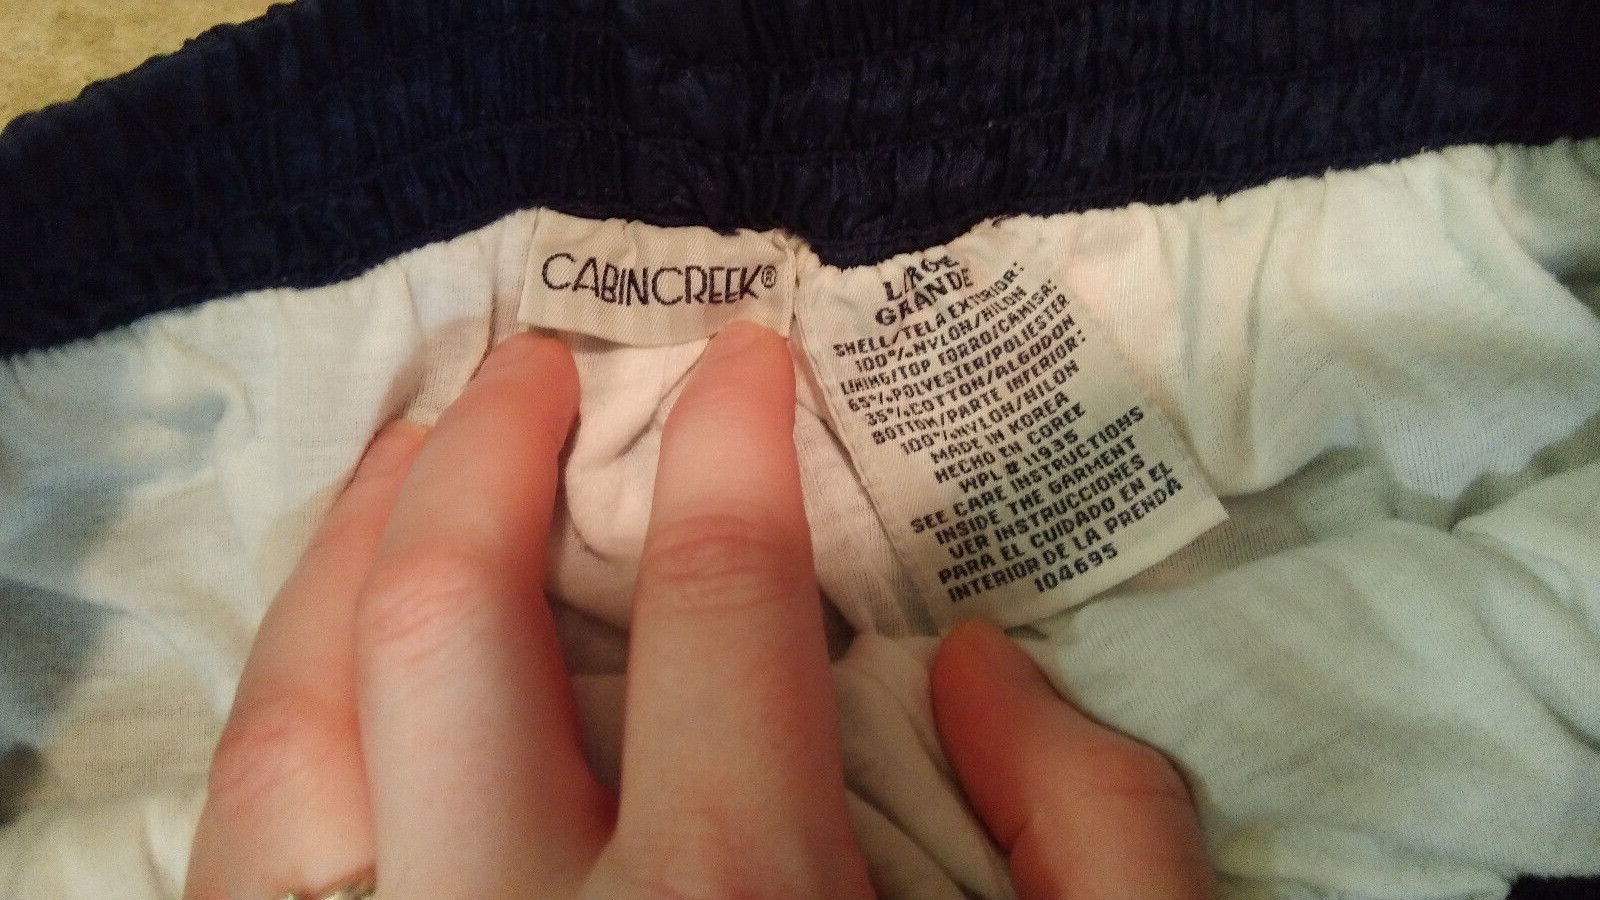 CABINCREEK®
LARGE
GRANDE
SHELL/TELA EXTERIOR:
100% NYLON/NILON
LINING/TOP FORRO/CAMISA:
65% POLYESTER/POLIESTER
35% COTTON/ALGODON
BOTTOM/PARTE INFERIOR:
100% NYLON/NILON
MADE IN KOREA
HECHO EN COREE
WPL # 11935
SEE CARE INSTRUCTIONS
INSIDE THE GARMENT
VER INSTRUCCIONES
PARA EL CUIDADO EN EL
INTERIOR DE LA PRENDA
104695